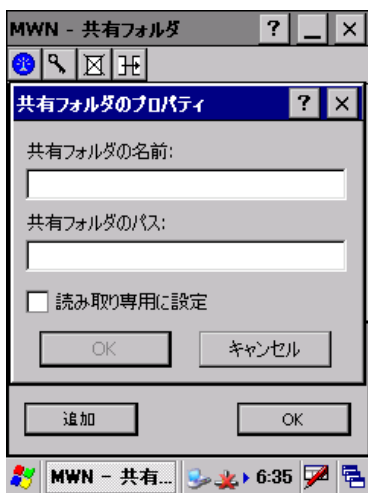 MWN - 共有フォルダ
共有フォルダのプロパティ
共有フォルダの名前:
共有フォルダのパス:
読み取り専用に設定
OK キャンセル
追加 OK
MWN - 共有... 6:35